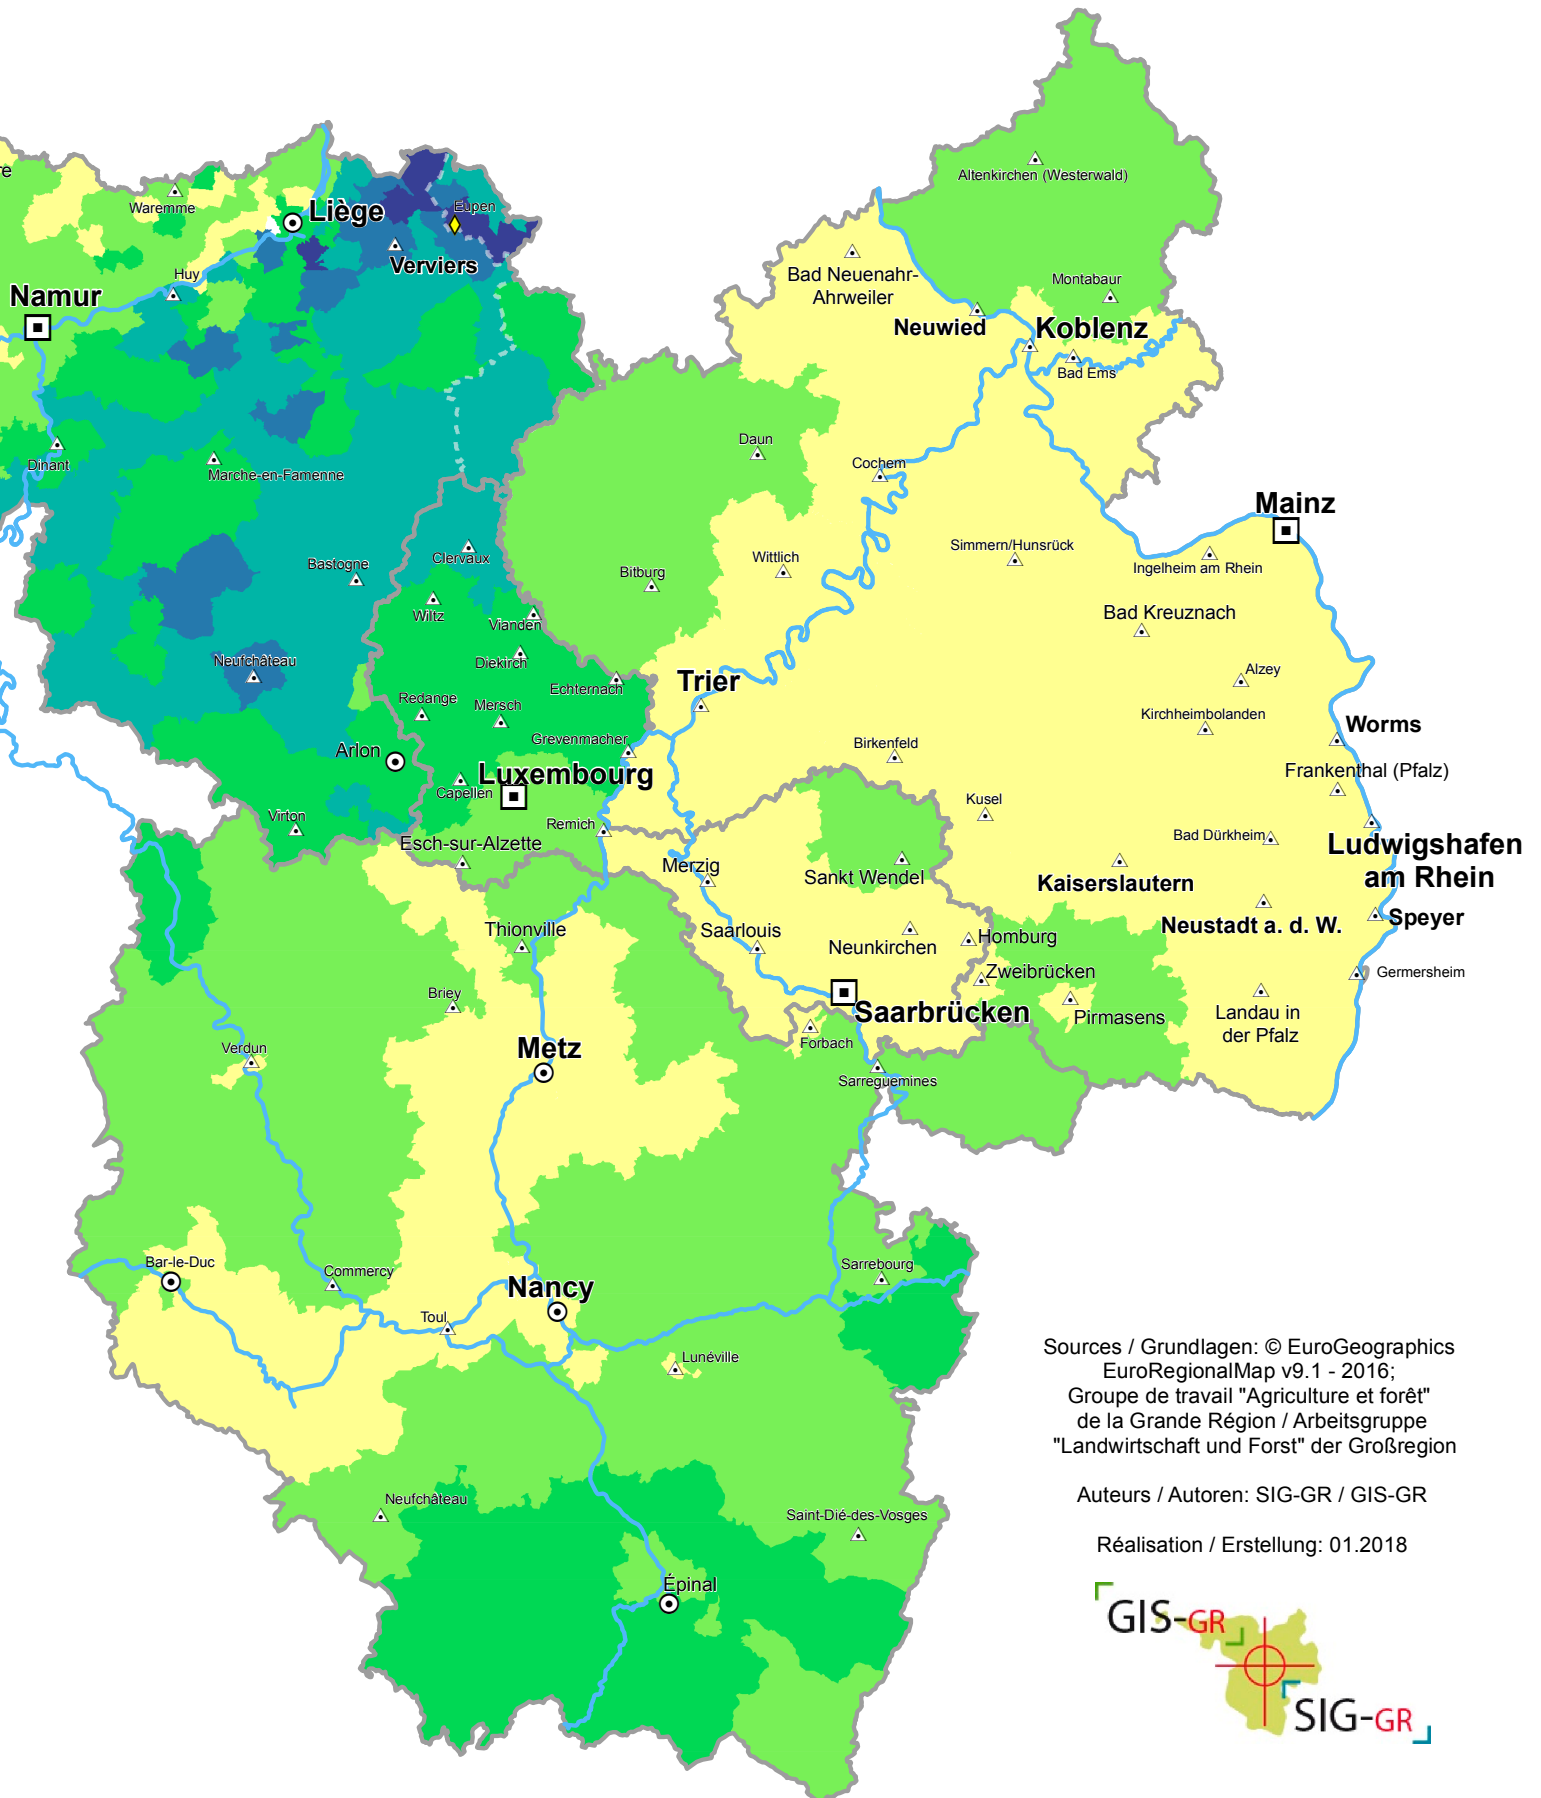 re
Waremme
Liège
Eupen
Verviers
Huy
Namur
Dinant
Marche-en-Famenne
Bastogne
Neufchâteau
Arlon
Virton
Clervaux
Wiltz
Vianden
Diekirch
Echternach
Redange
Mersch
Grevenmacher
Luxembourg
Capellen
Remich
Esch-sur-Alzette
Altenkirchen (Westerwald)
Bad Neuenahr-
Ahrweiler
Montabaur
Neuwied
Koblenz
Bad Ems
Daun
Cochem
Mainz
Wittlich
Simmern/Hunsrück
Ingelheim am Rhein
Bitburg
Bad Kreuznach
Trier
Alzey
Kirchheimbolanden
Worms
Birkenfeld
Frankenthal (Pfalz)
Kusel
Bad Dürkheim
Ludwigshafen
am Rhein
Merzig
Sankt Wendel
Kaiserslautern
Neustadt a. d. W.
Speyer
Saarlouis
Neunkirchen
Homburg
Zweibrücken
Germersheim
Saarbrücken
Pirmasens
Landau in
der Pfalz
Thionville
Briey
Forbach
Verdun
Metz
Sarreguemines
Bar-le-Duc
Commercy
Sarrebourg
Nancy
Toul
Lunéville
Neufchâteau
Saint-Dié-des-Vosges
Épinal
Sources / Grundlagen: © EuroGeographics
EuroRegionalMap v9.1 - 2016;
Groupe de travail "Agriculture et forêt"
de la Grande Région / Arbeitsgruppe
"Landwirtschaft und Forst" der Großregion
Auteurs / Autoren: SIG-GR / GIS-GR
Réalisation / Erstellung: 01.2018
GIS-GR
SIG-GR